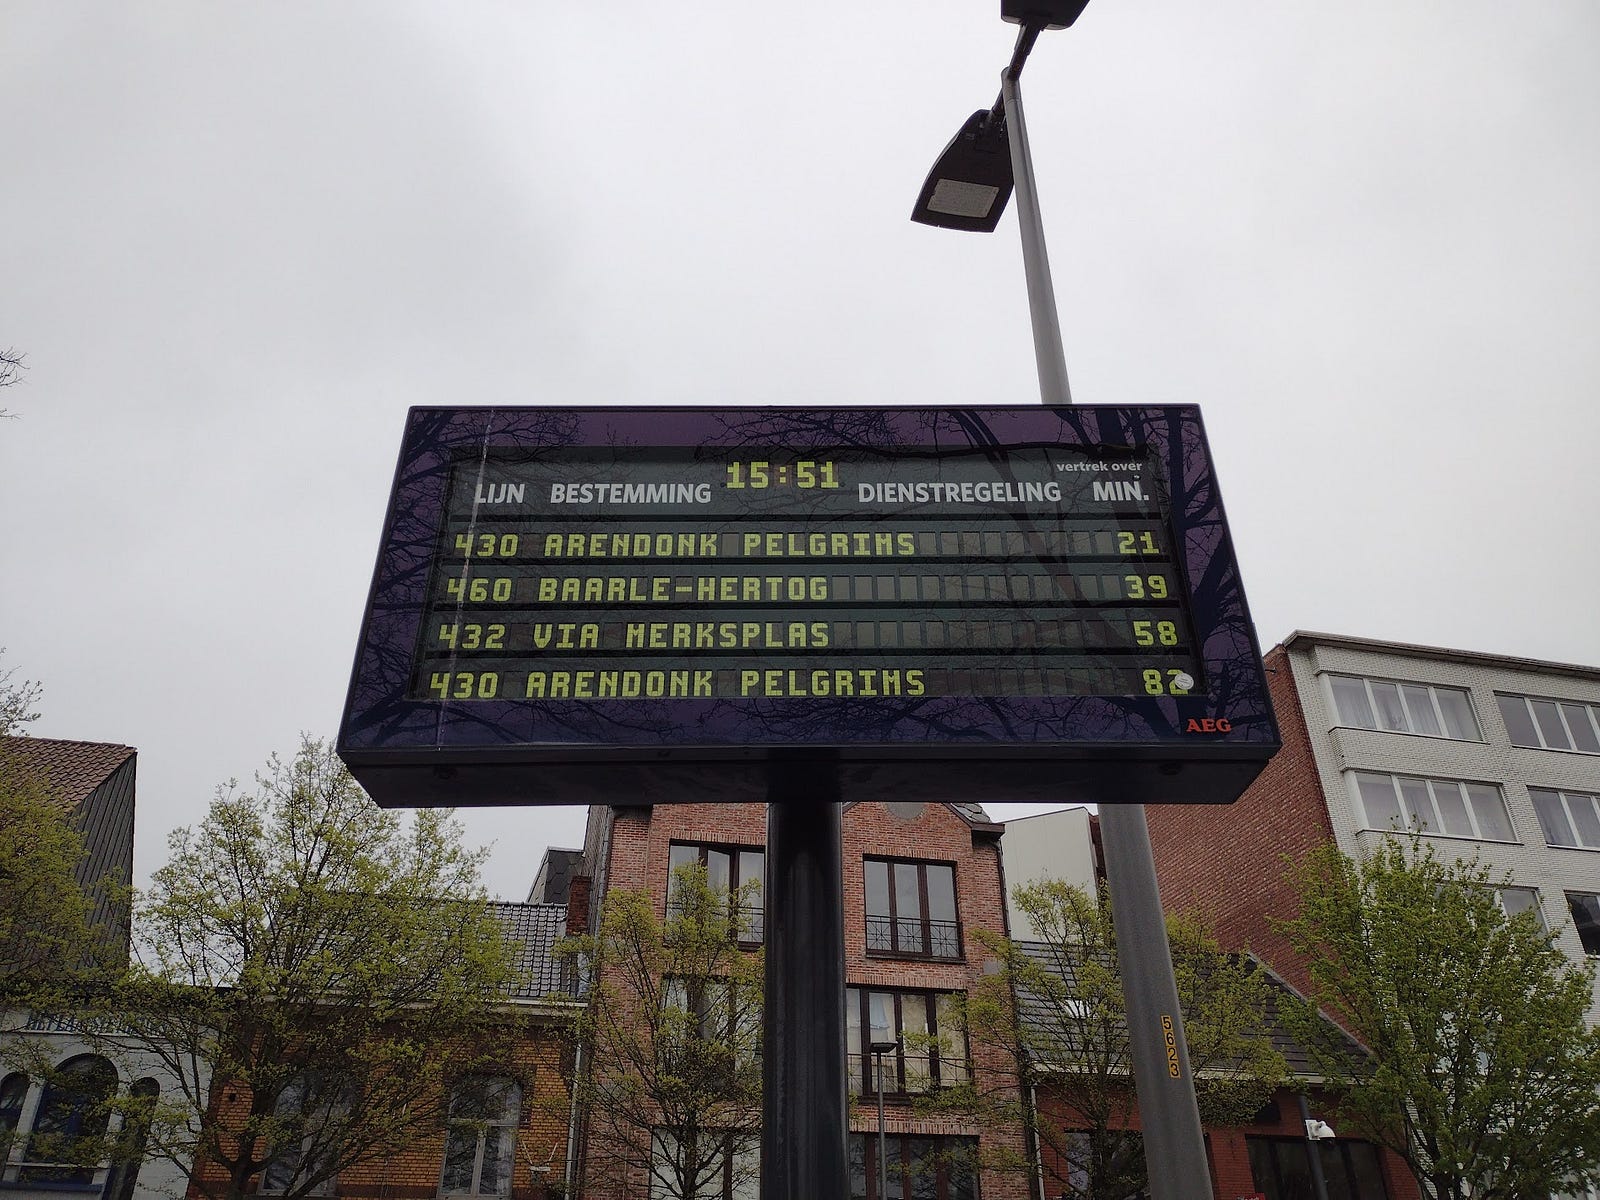 15:51
vertrek over
LIJN BESTEMMING DIENSTREGELING MIN.
430 ARENDONK PELGRIMS 21
460 BAARLE-HERTOG 39
432 VIA MERKSPLAS 58
430 ARENDONK PELGRIMS 82
AEG
5623